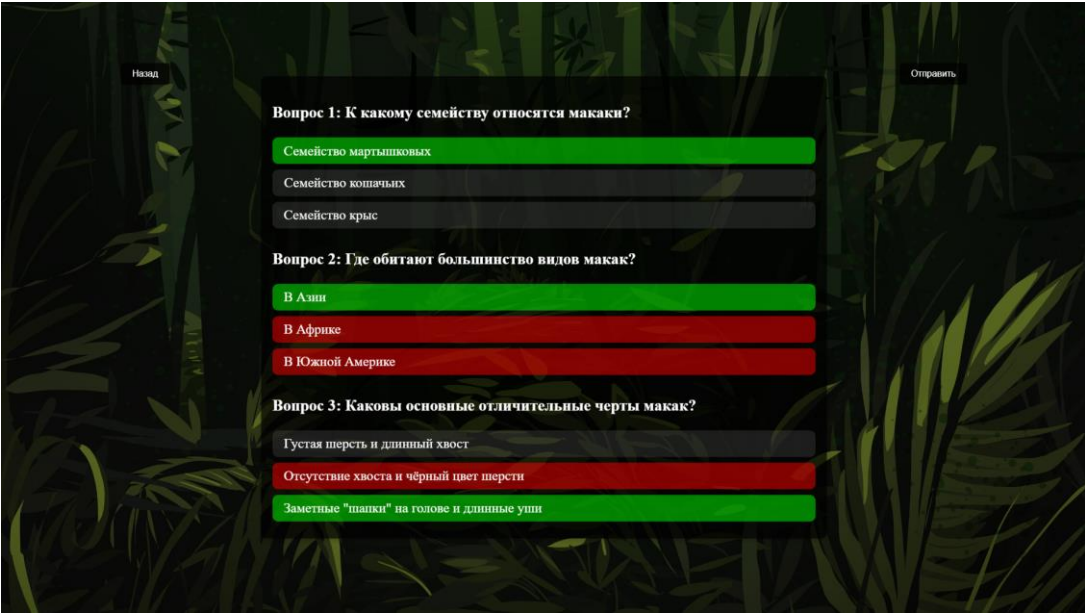 Назад
Отправить
Вопрос 1: К какому семейству относятся макаки?
Семейство мартышковых
Семейство кошачьих
Семейство крыс
Вопрос 2: Где обитают большинство видов макак?
В Азии
В Африке
В Южной Америке
Вопрос 3: Каковы основные отличительные черты макак?
Густая шерсть и длинный хвост
Отсутствие хвоста и чёрный цвет шерсти
Заметные "шапки" на голове и длинные уши